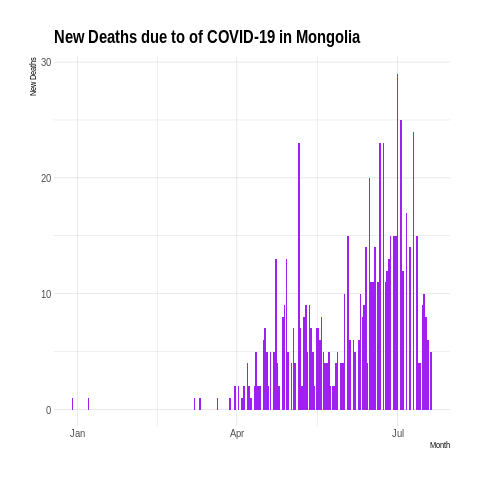 New Deaths due to of COVID-19 in Mongolia
New Deaths
30
20
10
0
Jan
Apr
Jul
Month